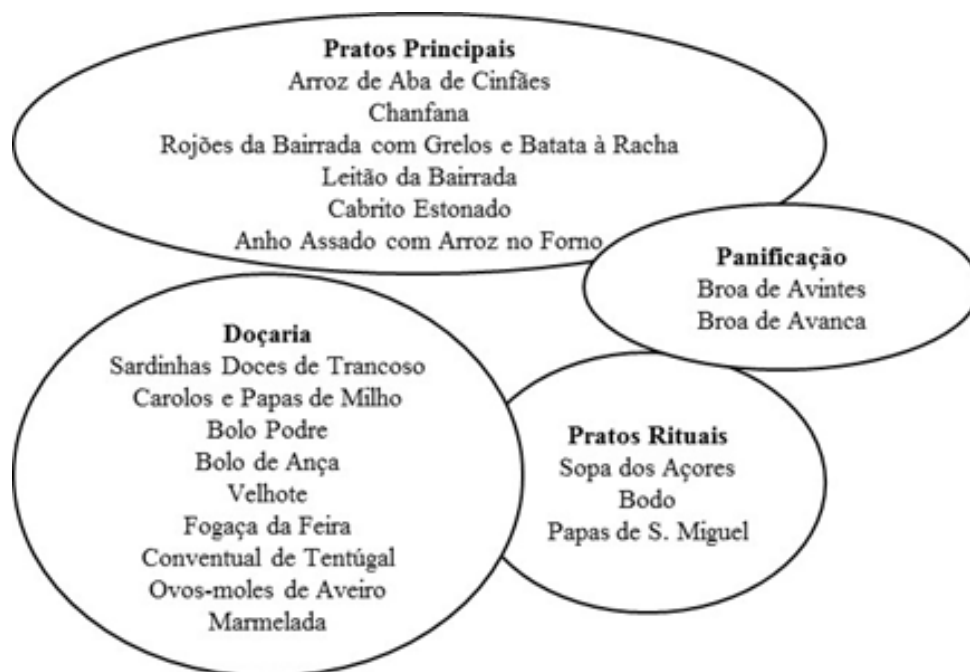 Pratos Principais
Arroz de Aba de Cinfães
Chanfana
Rojões da Bairrada com Grelos e Batata à Racha
Leitão da Bairrada
Cabrito Estonado
Anho Assado com Arroz no Forno
Panificação
Broa de Avintes
Broa de Avanca
Doçaria
Sardinhas Doces de Trancoso
Carolos e Papas de Milho
Bolo Podre
Bolo de Ançã
Velhote
Fogaça da Feira
Conventual de Tentúgal
Ovos-moles de Aveiro
Marmelada
Pratos Rituais
Sopa dos Açores
Bodo
Papas de S. Miguel